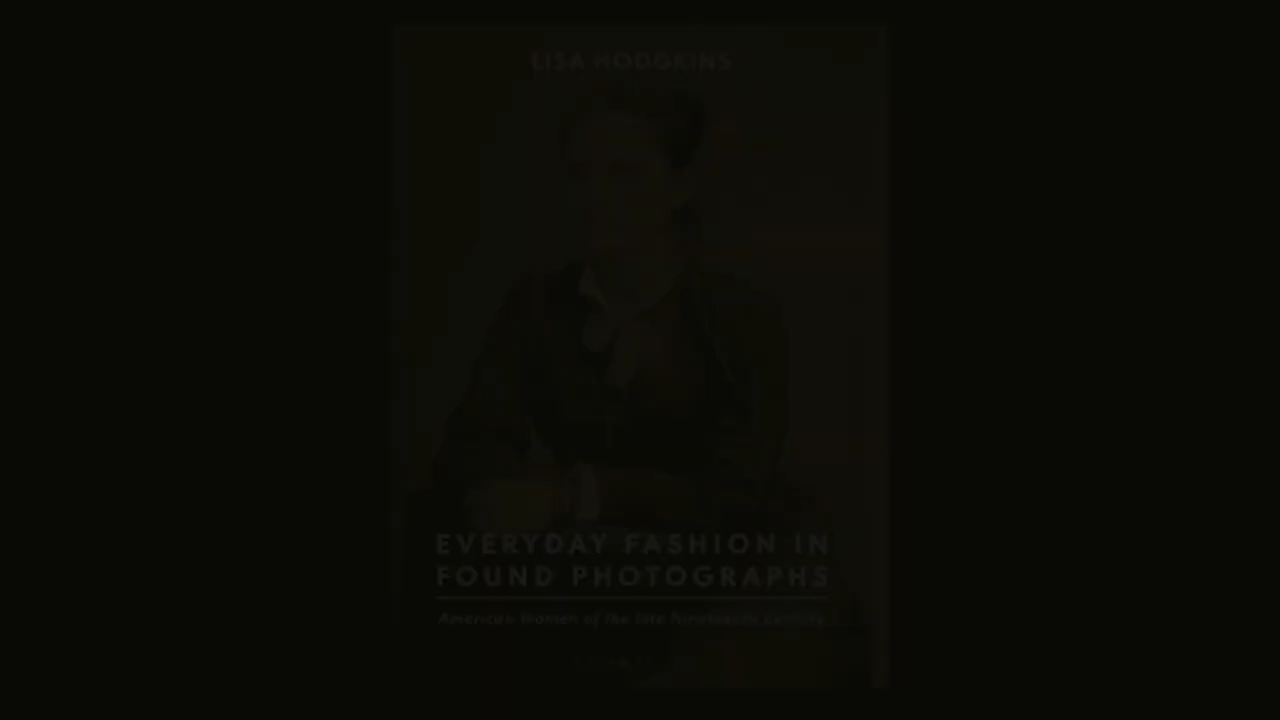 LISA HODGKINS
EVERYDAY FASHION IN
FOUND PHOTOGRAPHS
American Women of the late Nineteenth Century